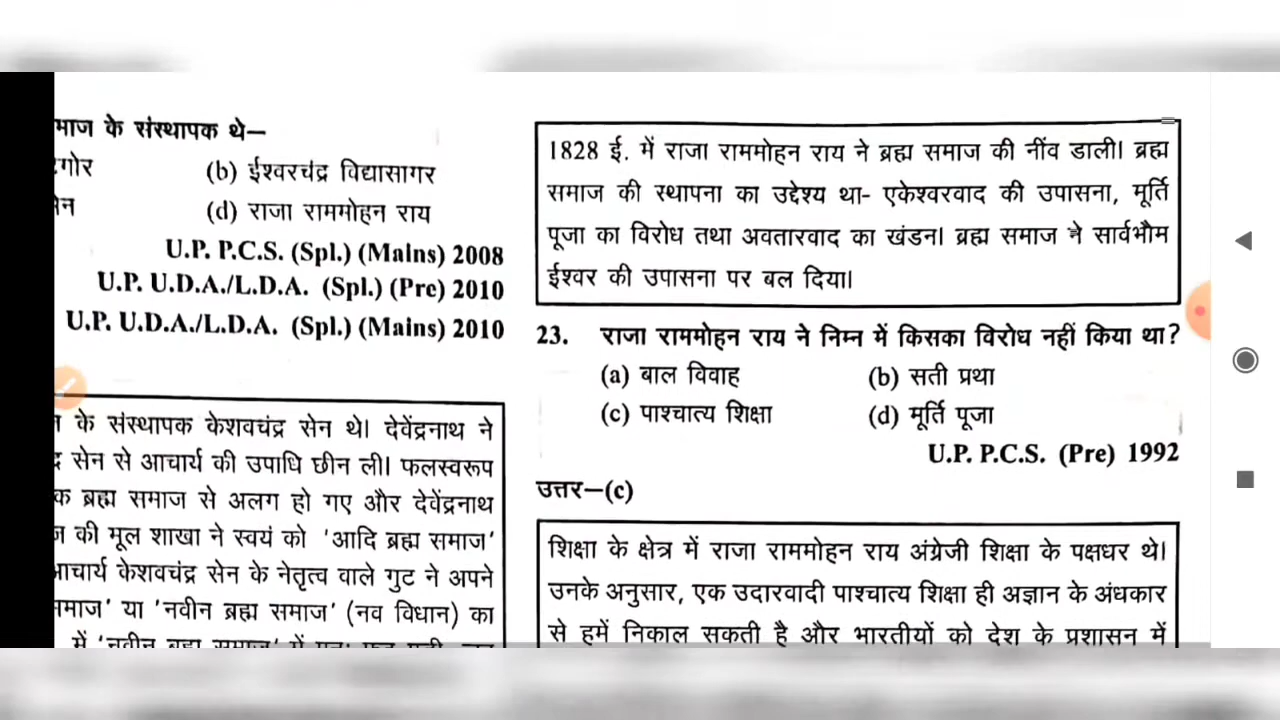 माज के संस्थापक थे–
गोर (b) ईश्वरचंद्र विद्यासागर
न (d) राजा राममोहन राय
U.P. P.C.S. (Spl.) (Mains) 2008
U.P. U.D.A./L.D.A. (Spl.) (Pre) 2010
U.P. U.D.A./L.D.A. (Spl.) (Mains) 2010
के संस्थापक केशवचंद्र सेन थे। देवेंद्रनाथ ने
सेन से आचार्य की उपाधि छीन ली। फलस्वरूप
क ब्रह्म समाज से अलग हो गए और देवेंद्रनाथ
की मूल शाखा ने स्वयं को 'आदि ब्रह्म समाज'
आचार्य केशवचंद्र सेन के नेतृत्व वाले गुट ने अपने
समाज' या 'नवीन ब्रह्म समाज' (नव विधान) का
में 'नवीन ब्रह्म समाज' में
1828 ई. में राजा राममोहन राय ने ब्रह्म समाज की नींव डाली। ब्रह्म
समाज की स्थापना का उद्देश्य था- एकेश्वरवाद की उपासना, मूर्ति
पूजा का विरोध तथा अवतारवाद का खंडन। ब्रह्म समाज ने सार्वभौम
ईश्वर की उपासना पर बल दिया।
23. राजा राममोहन राय ने निम्न में किसका विरोध नहीं किया था?
(a) बाल विवाह (b) सती प्रथा
(c) पाश्चात्य शिक्षा (d) मूर्ति पूजा
U.P. P.C.S. (Pre) 1992
उत्तर–(c)
शिक्षा के क्षेत्र में राजा राममोहन राय अंग्रेजी शिक्षा के पक्षधर थे।
उनके अनुसार, एक उदारवादी पाश्चात्य शिक्षा ही अज्ञान के अंधकार
से हमें निकाल सकती है और भारतीयों को देश के प्रशासन में